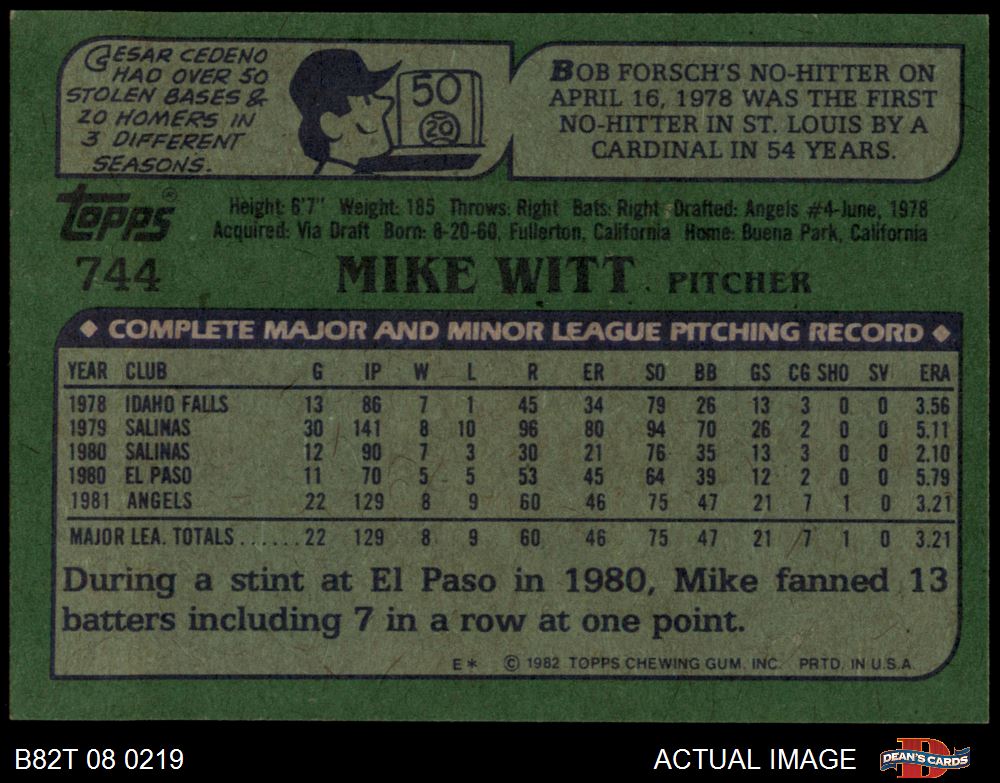 CESAR CEDENO
HAD OVER 50
STOLEN BASES &
20 HOMERS IN
3 DIFFERENT
SEASONS.
50
20
BOB FORSCH'S NO-HITTER ON
APRIL 16, 1978 WAS THE FIRST
NO-HITTER IN ST. LOUIS BY A
CARDINAL IN 54 YEARS.
TOPPS®
Height: 6'7" Weight: 185 Throws: Right Bats: Right Drafted: Angels #4-June, 1978
Acquired: Via Draft Born: 8-20-60, Fullerton, California Home: Buena Park, California
744 MIKE WITT PITCHER
◆ COMPLETE MAJOR AND MINOR LEAGUE PITCHING RECORD ◆
YEAR CLUB G IP W L R ER SO BB GS CG SHO SV ERA
1978 IDAHO FALLS 13 86 7 1 45 34 79 26 13 3 0 0 3.56
1979 SALINAS 30 141 8 10 96 80 94 70 26 2 0 0 5.11
1980 SALINAS 12 90 7 3 30 21 76 35 13 3 0 0 2.10
1980 EL PASO 11 70 5 5 53 45 64 39 12 2 0 0 5.79
1981 ANGELS 22 129 8 9 60 46 75 47 21 7 1 0 3.21
MAJOR LEA. TOTALS......22 129 8 9 60 46 75 47 21 7 1 0 3.21
During a stint at El Paso in 1980, Mike fanned 13
batters including 7 in a row at one point.
E* © 1982 TOPPS CHEWING GUM, INC. PRTD. IN U.S.A.
B82T 08 0219 ACTUAL IMAGE DEAN'S CARDS